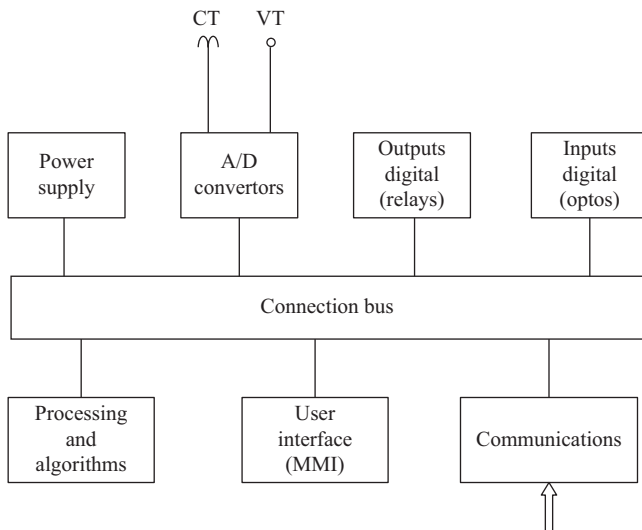 CT
VT
Power
supply
A/D
convertors
Outputs
digital
(relays)
Inputs
digital
(optos)
Connection bus
Processing
and
algorithms
User
interface
(MMI)
Communications